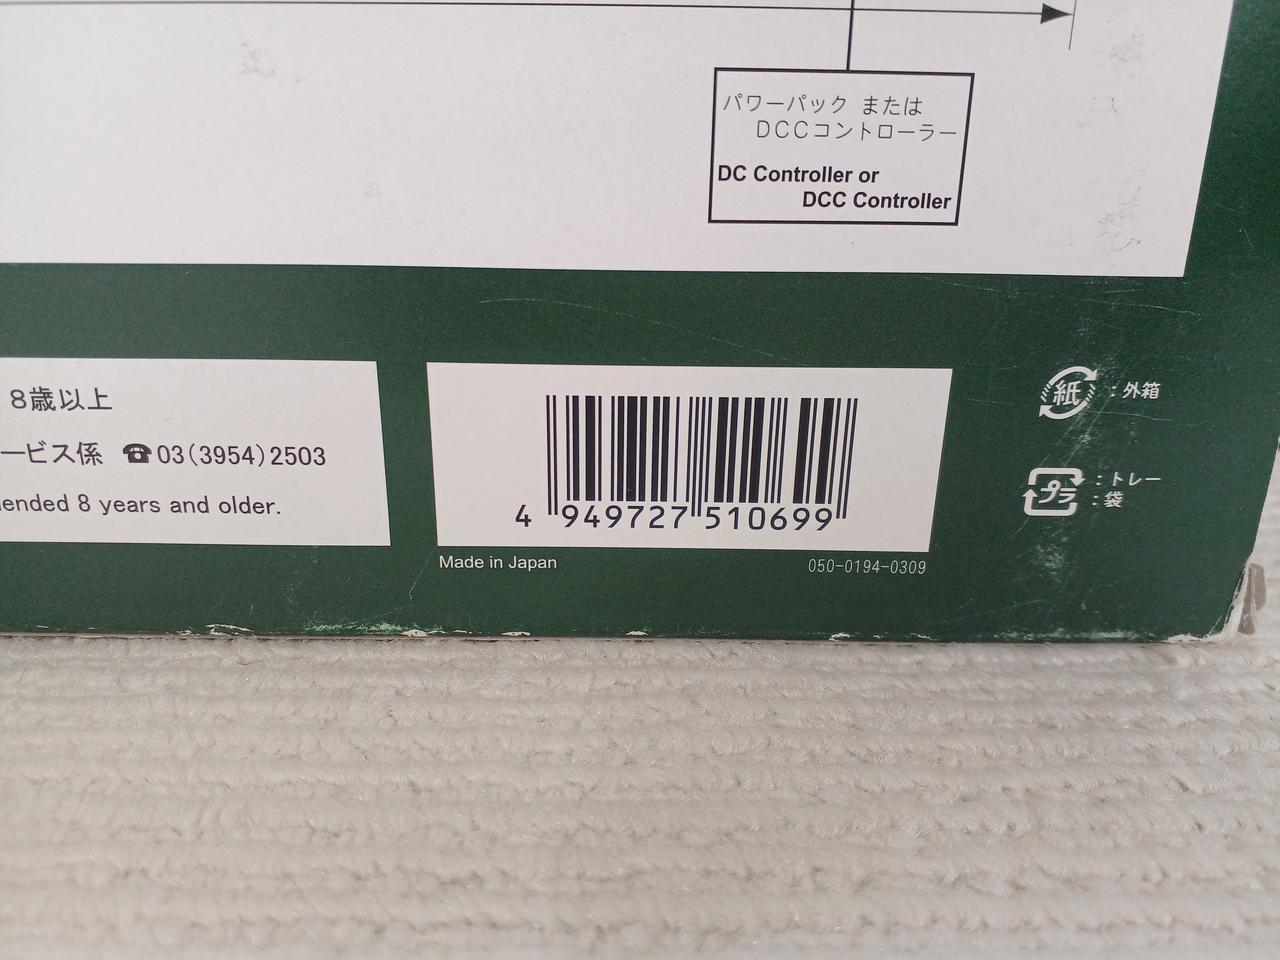 パワーパック または
DCCコントローラー
DC Controller or
DCC Controller
8歳以上
ービス係 ☎03(3954)2503
ended 8 years and older.
4 949727 510699
Made in Japan
050-0194-0309
紙 : 外箱
プラ : トレー
: 袋